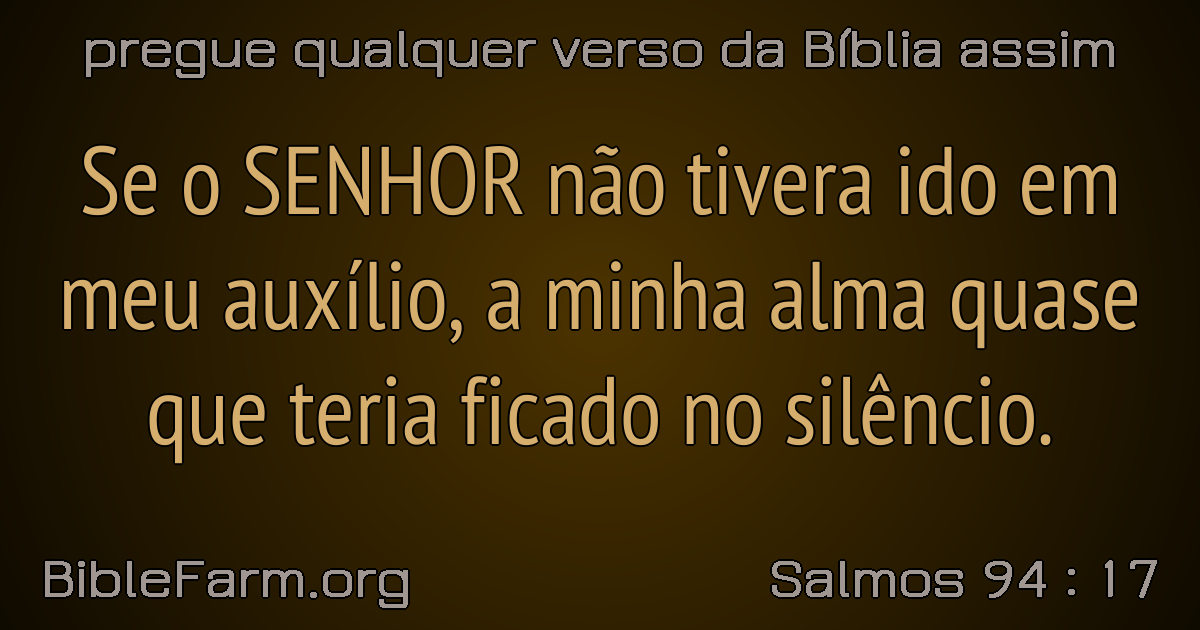 pregue qualquer verso da Bíblia assim
Se o SENHOR não tivera ido em
meu auxílio, a minha alma quase
que teria ficado no silêncio.
BibleFarm.org
Salmos 94 : 17